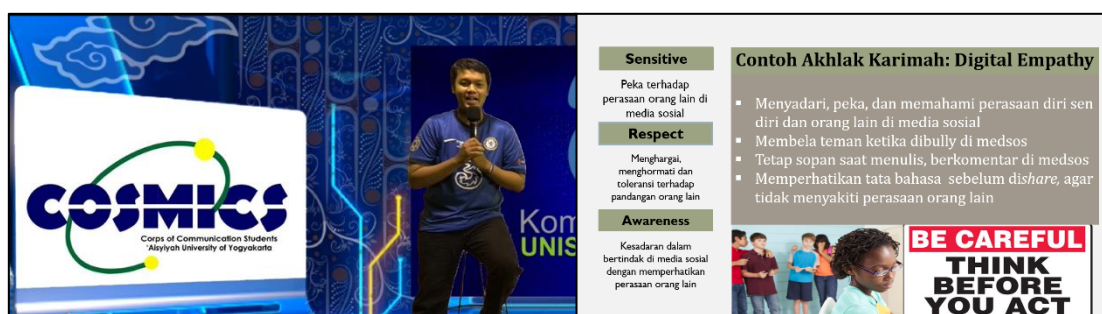 COSMICS
Corps of Communication Students
'Aisyiyah University of Yogyakarta
Kom
UNIS
Sensitive
Peka terhadap
perasaan orang lain di
media sosial
Respect
Menghargai,
menghormati dan
toleransi terhadap
pandangan orang lain
Awareness
Kesadaran dalam
bertindak di media sosial
dengan memperhatikan
perasaan orang lain
Contoh Akhlak Karimah: Digital Empathy
▪ Menyadari, peka, dan memahami perasaan diri sen
diri dan orang lain di media sosial
▪ Membela teman ketika dibully di medsos
▪ Tetap sopan saat menulis, berkomentar di medsos
▪ Memperhatikan tata bahasa sebelum dishare, agar
tidak menyakiti perasaan orang lain
BE CAREFUL
THINK
BEFORE
YOU ACT